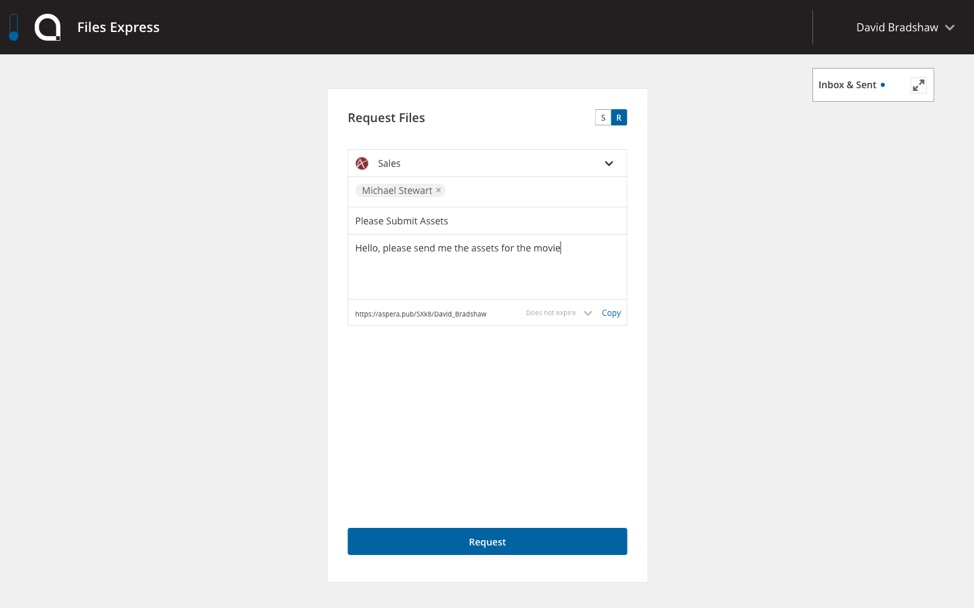 Files Express
David Bradshaw
Inbox & Sent
Request Files
S R
Sales
Michael Stewart ×
Please Submit Assets
Hello, please send me the assets for the movie
https://aspera.pub/SXk8/David_Bradshaw Does not expire Copy
Request